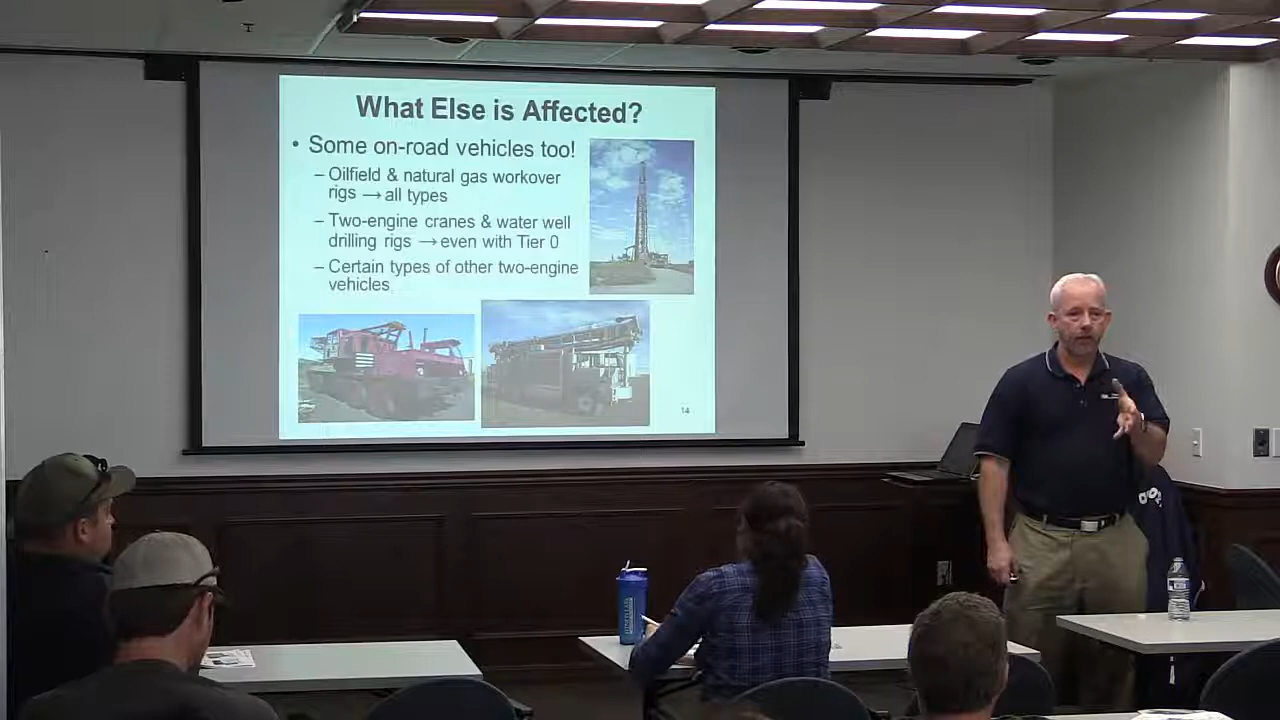 What Else is Affected?
• Some on-road vehicles too!
– Oilfield & natural gas workover
rigs → all types
– Two-engine cranes & water well
drilling rigs → even with Tier 0
– Certain types of other two-engine
vehicles
14